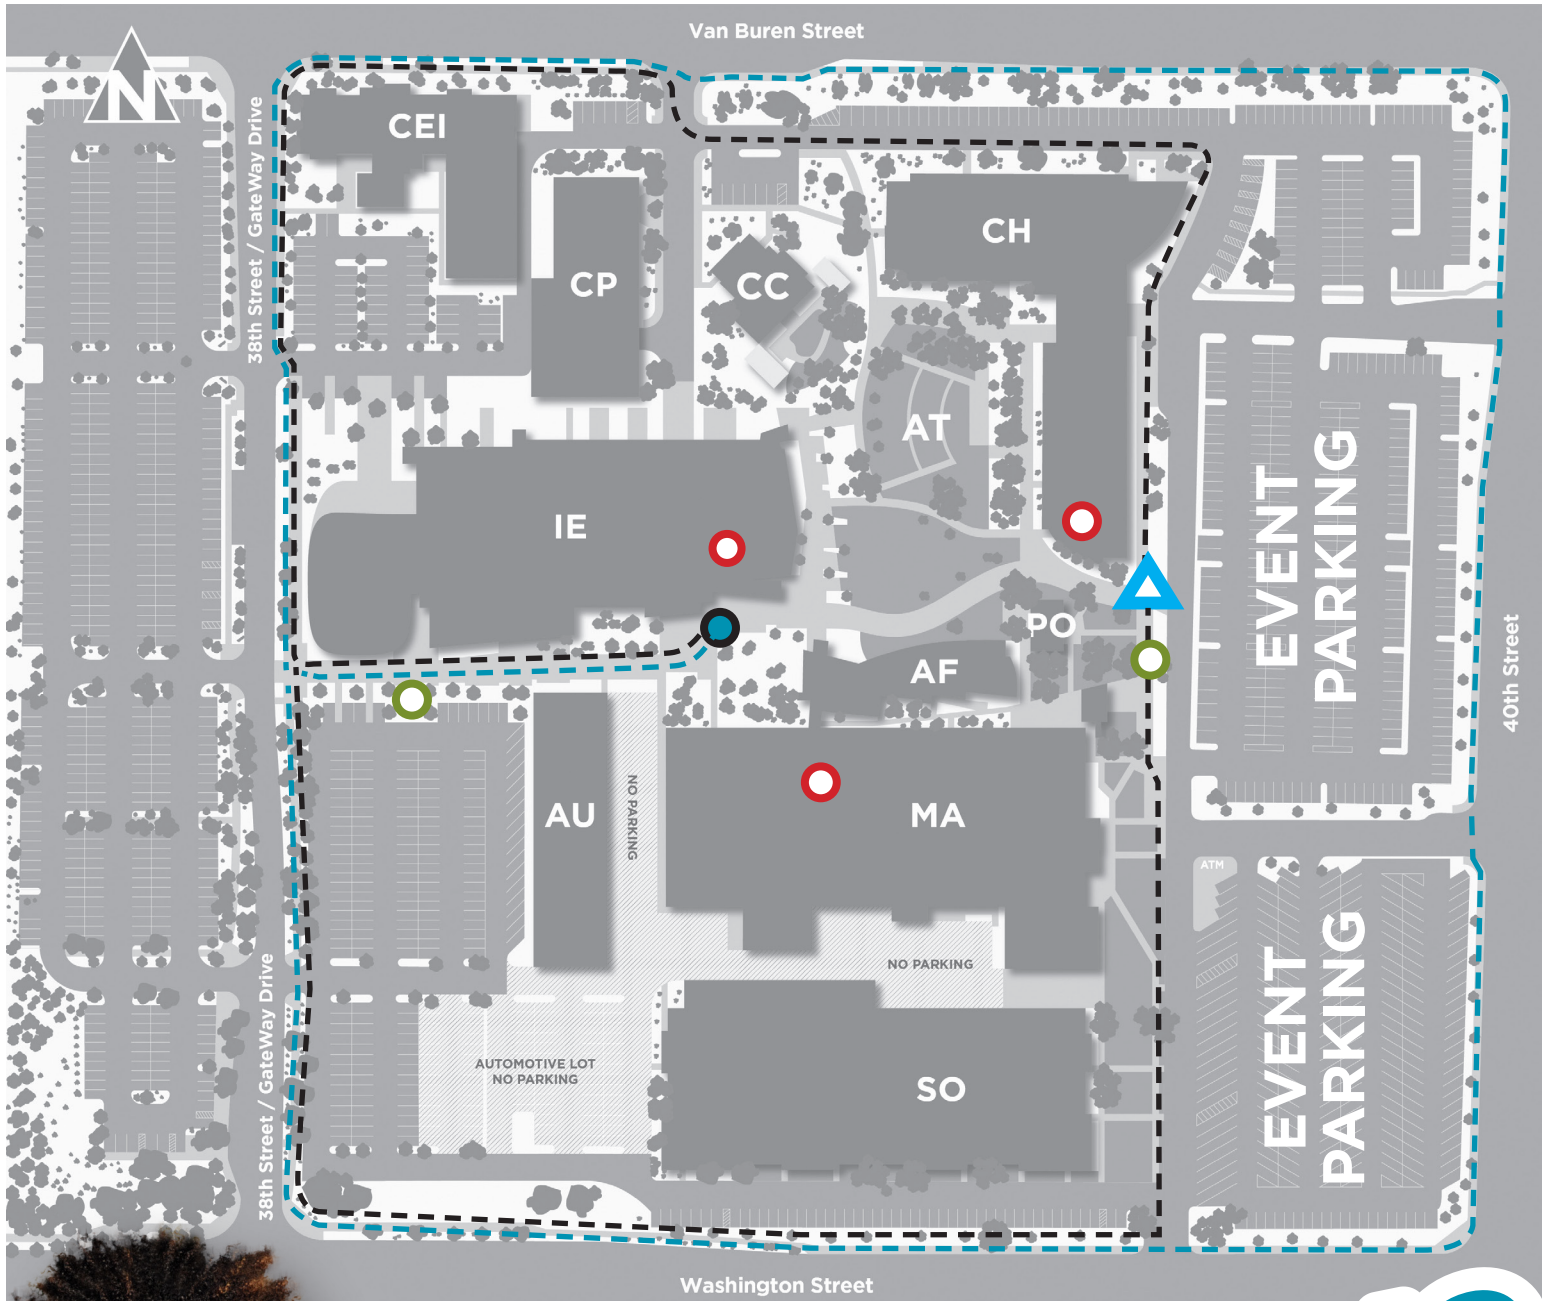 Van Buren Street
N
CEI
38th Street / GateWay Drive
CH
CP
CC
AT
EVENT
PARKING
IE
PO
AF
40th Street
NO PARKING
AU
MA
ATM
NO PARKING
EVENT
PARKING
38th Street / GateWay Drive
AUTOMOTIVE LOT
NO PARKING
SO
Washington Street